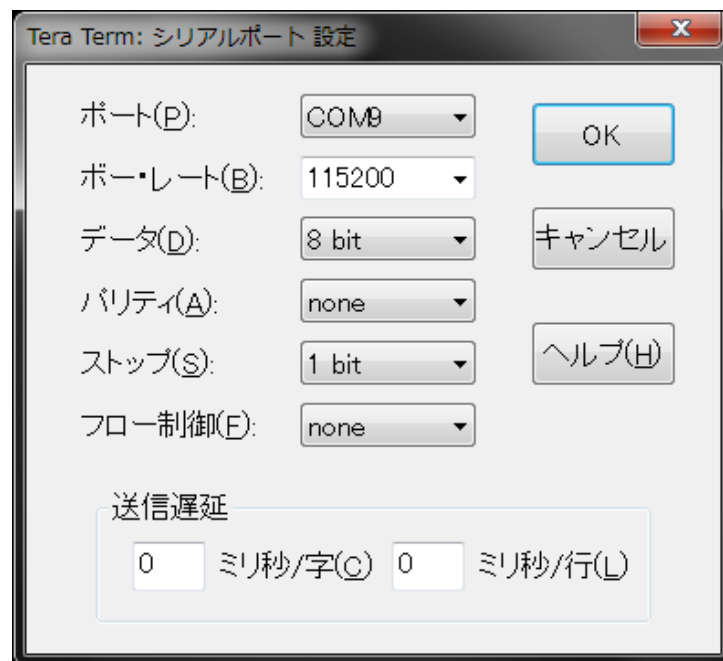 Tera Term: シリアルポート 設定
ポート(P): COM9
OK
ボー・レート(B): 115200
データ(D): 8 bit
キャンセル
パリティ(A): none
ストップ(S): 1 bit
ヘルプ(H)
フロー制御(F): none
送信遅延
0 ミリ秒/字(C) 0 ミリ秒/行(L)